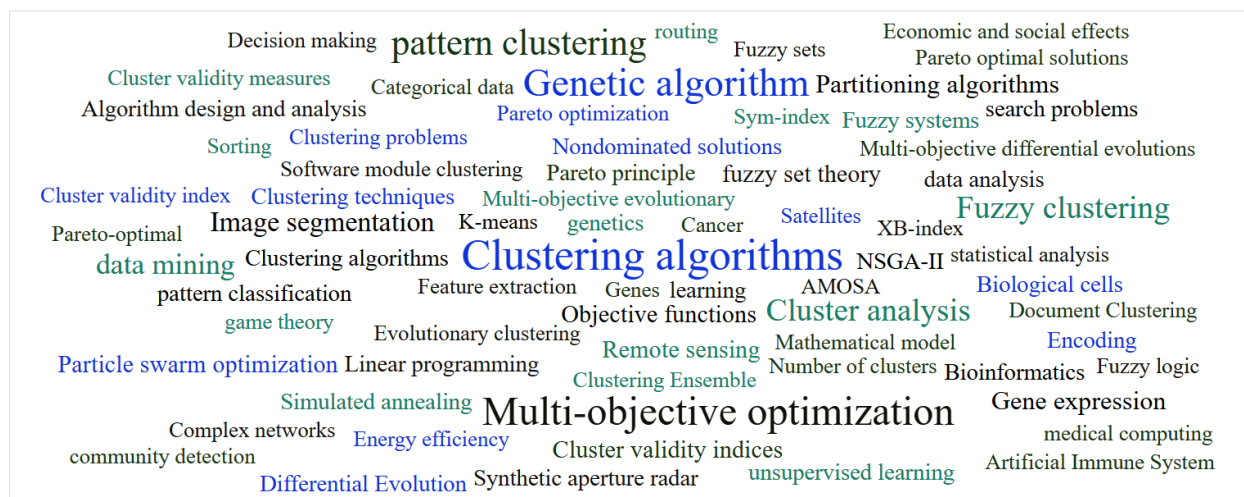 Decision making
pattern clustering
routing
Fuzzy sets
Economic and social effects
Pareto optimal solutions
Cluster validity measures
Categorical data
Genetic algorithm
Partitioning algorithms
Algorithm design and analysis
Pareto optimization
Sym-index
Fuzzy systems
search problems
Sorting
Clustering problems
Nondominated solutions
Multi-objective differential evolutions
Software module clustering
Pareto principle
fuzzy set theory
data analysis
Cluster validity index
Clustering techniques
Multi-objective evolutionary
Fuzzy clustering
Image segmentation
K-means
genetics
Cancer
Satellites
XB-index
Pareto-optimal
data mining
Clustering algorithms
Clustering algorithms
NSGA-II
statistical analysis
pattern classification
Feature extraction
Genes
learning
AMOSA
Biological cells
game theory
Evolutionary clustering
Objective functions
Cluster analysis
Document Clustering
Particle swarm optimization
Linear programming
Remote sensing
Mathematical model
Encoding
Clustering Ensemble
Number of clusters
Bioinformatics
Fuzzy logic
Simulated annealing
Multi-objective optimization
Gene expression
Complex networks
Energy efficiency
Cluster validity indices
medical computing
community detection
Differential Evolution
Synthetic aperture radar
unsupervised learning
Artificial Immune System